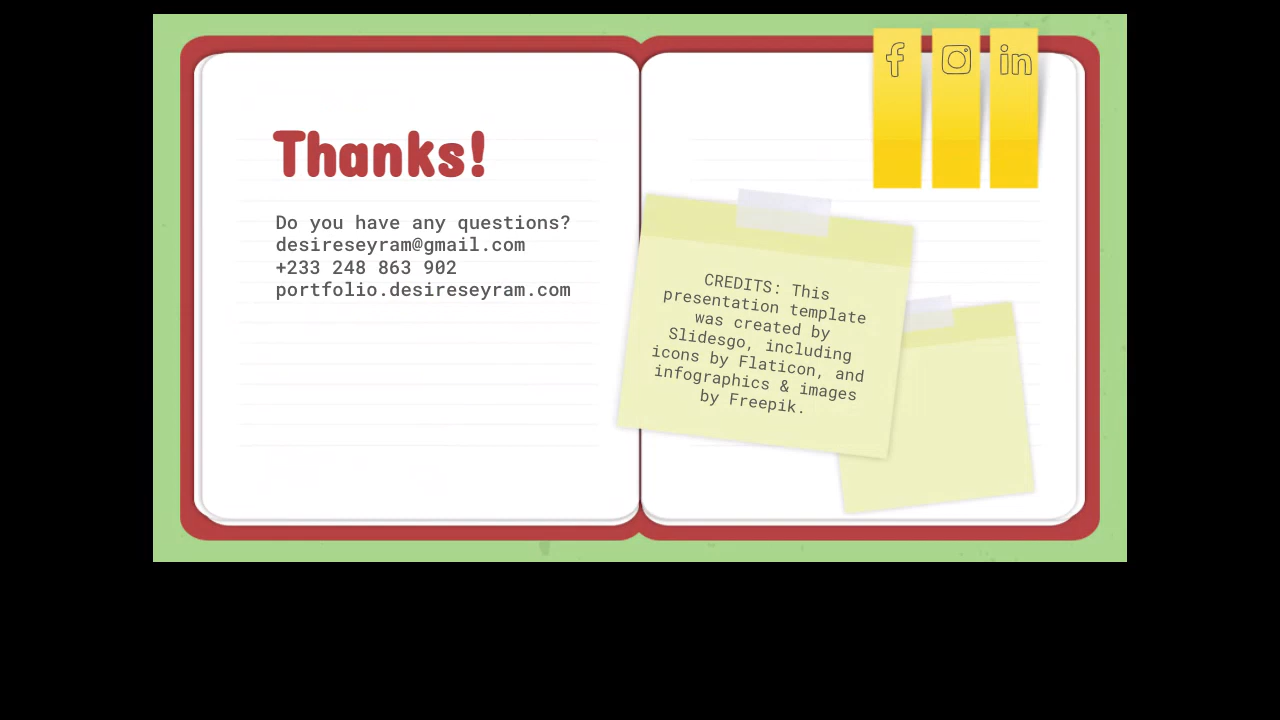 Thanks!
Do you have any questions?
desireseyram@gmail.com
+233 248 863 902
portfolio.desireseyram.com
CREDITS: This
presentation template
was created by
Slidesgo, including
icons by Flaticon, and
infographics & images
by Freepik.